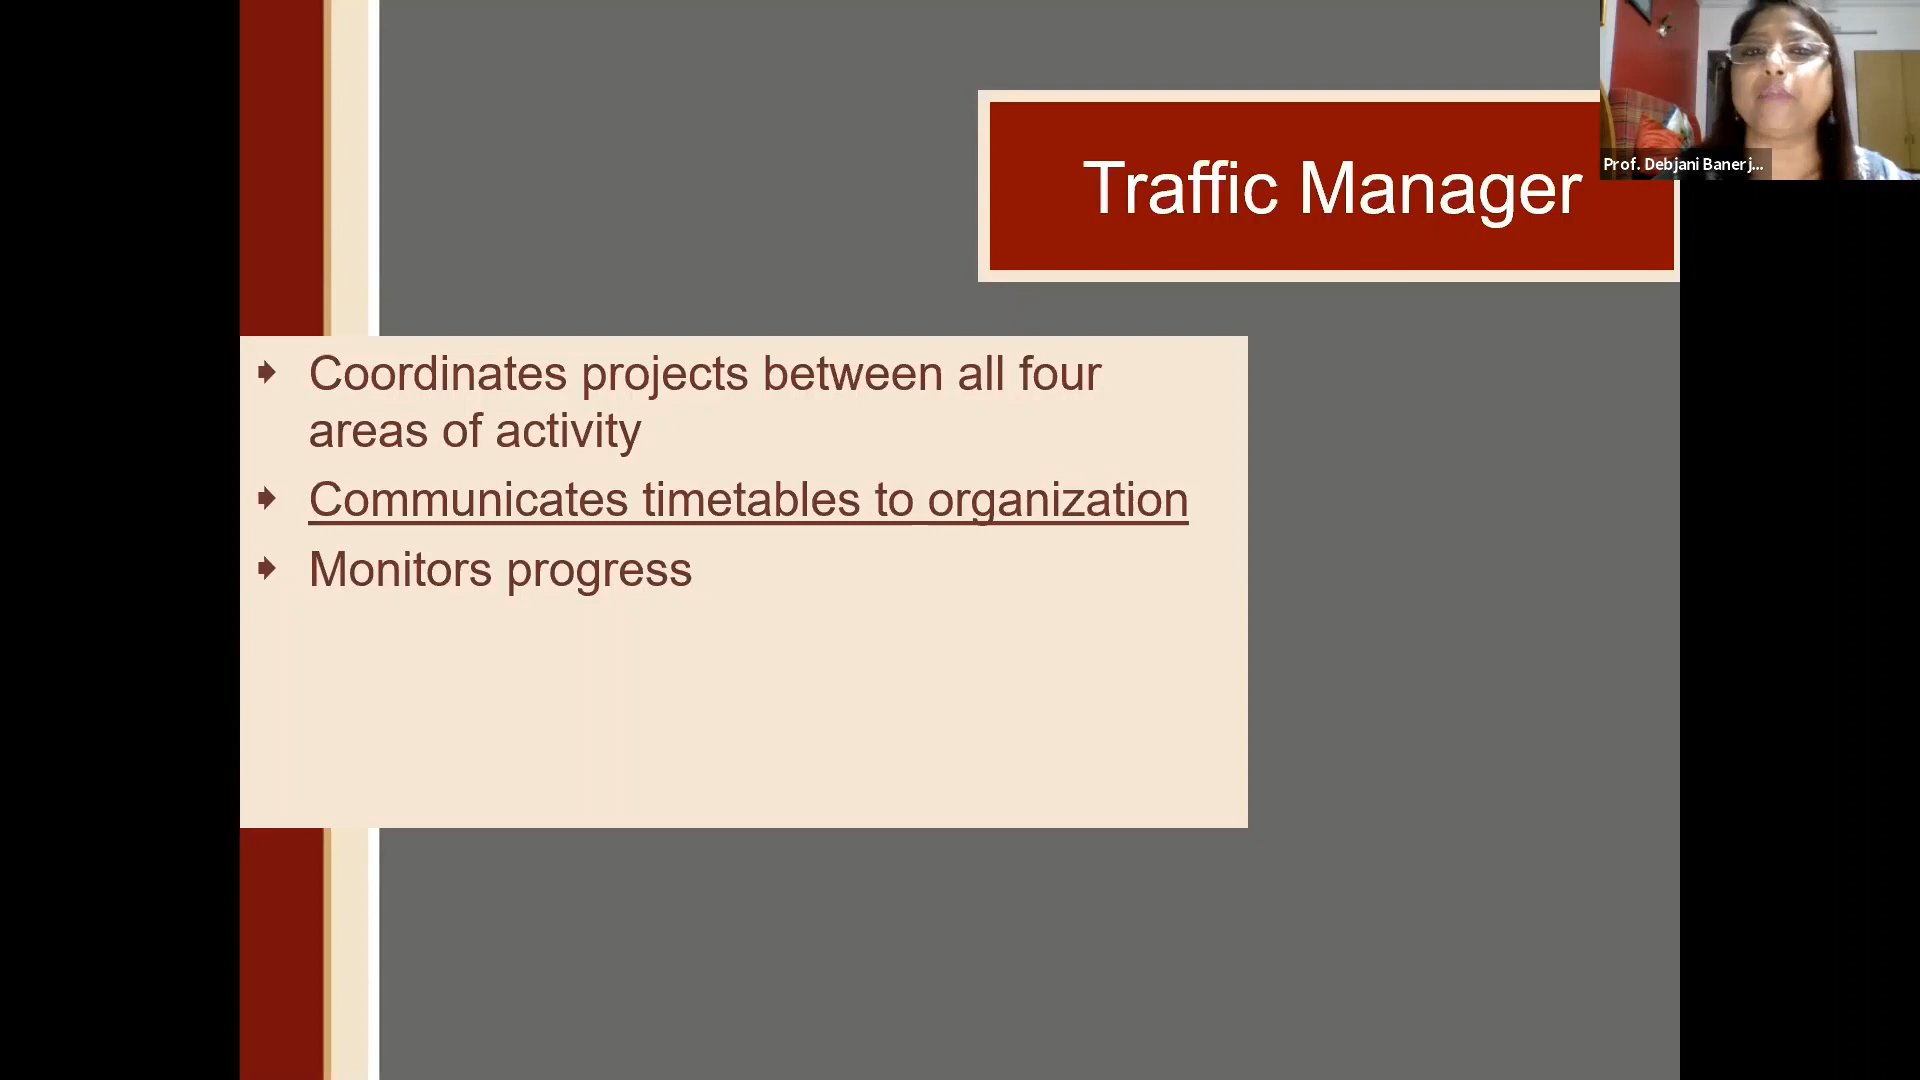 Traffic Manager
Prof. Debjani Banerj...
Coordinates projects between all four
areas of activity
Communicates timetables to organization
Monitors progress